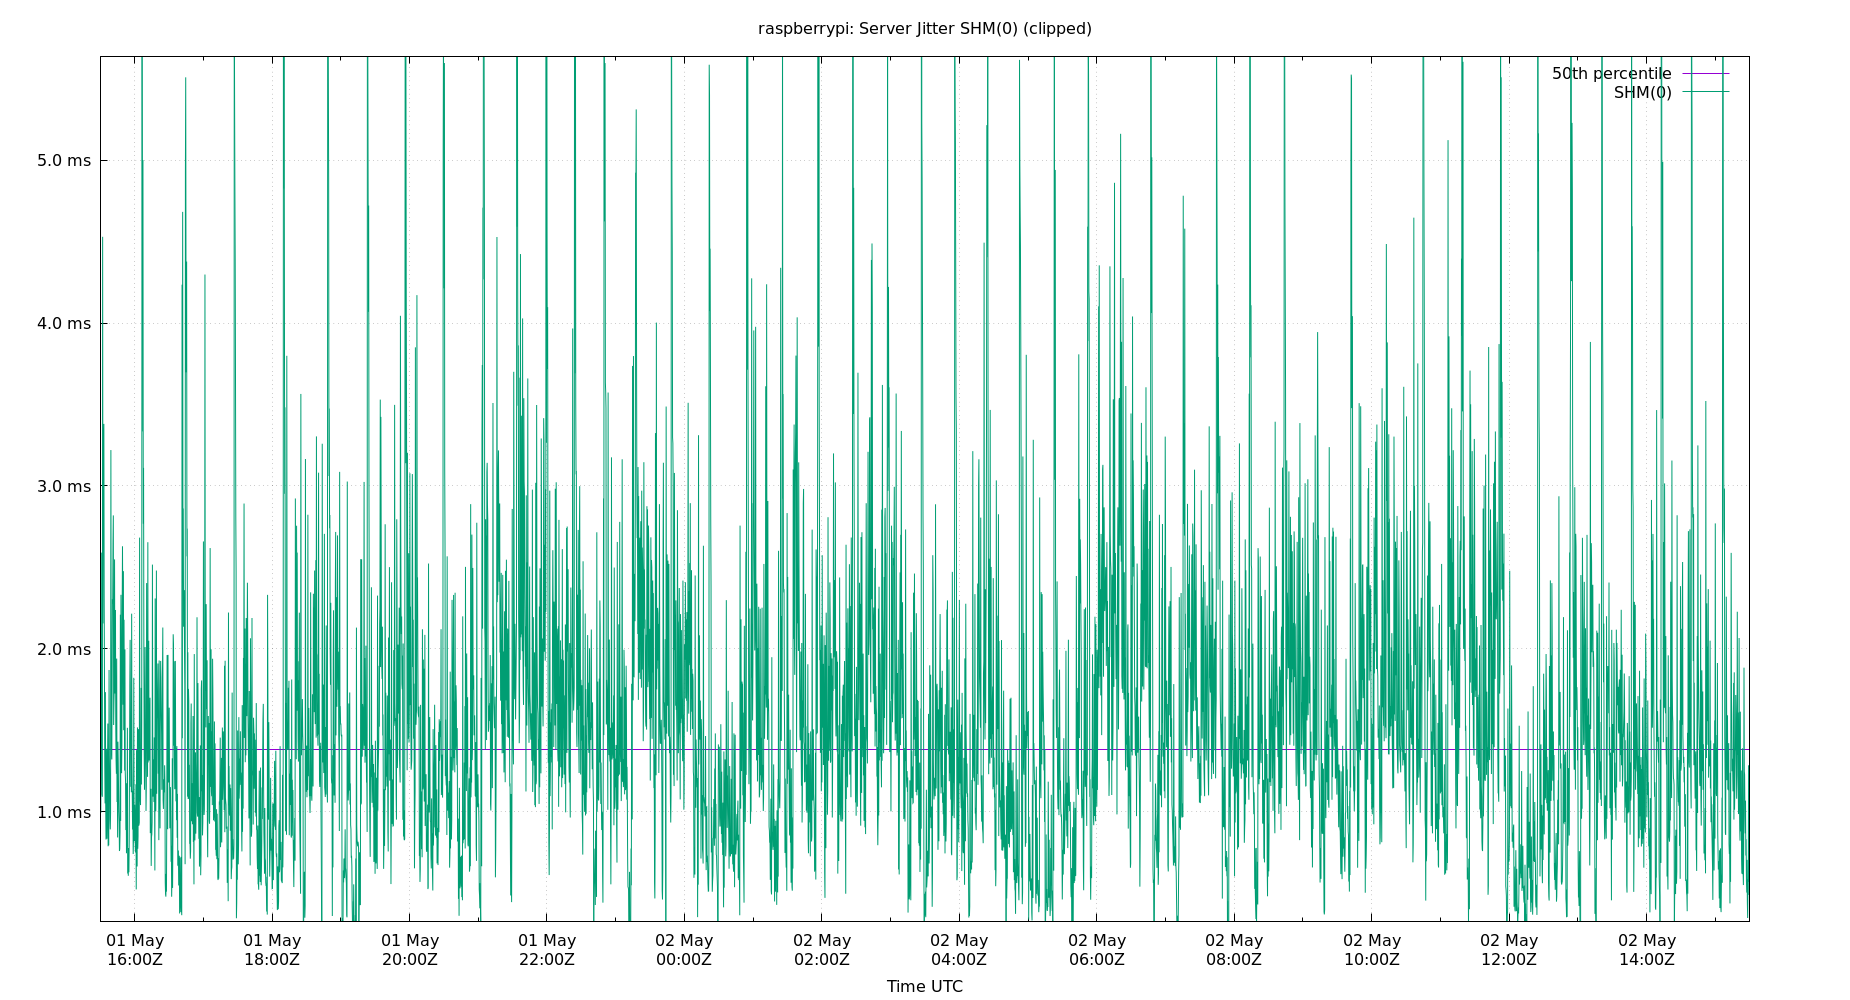 raspberrypi: Server Jitter SHM(0) (clipped)
50th percentile
SHM(0)
5.0 ms
4.0 ms
3.0 ms
2.0 ms
1.0 ms
01 May 01 May 01 May 01 May 02 May 02 May 02 May 02 May 02 May 02 May 02 May 02 May
16:00Z 18:00Z 20:00Z 22:00Z 00:00Z 02:00Z 04:00Z 06:00Z 08:00Z 10:00Z 12:00Z 14:00Z
Time UTC